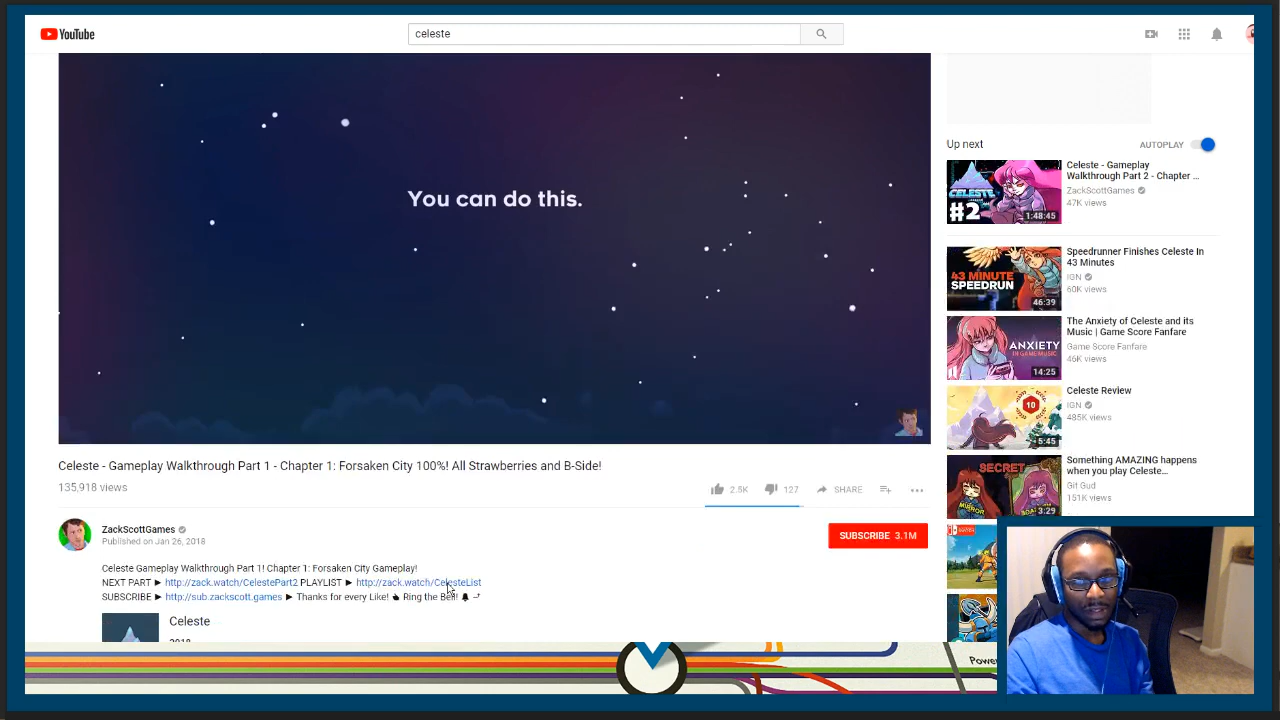 YouTube
celeste
You can do this.
Up next
AUTOPLAY
Celeste - Gameplay
Walkthrough Part 2 - Chapter ...
ZackScottGames
47K views
CELESTE
#2
1:48:45
Speedrunner Finishes Celeste In
43 Minutes
IGN
60K views
43 MINUTE
SPEEDRUN
46:39
The Anxiety of Celeste and its
Music | Game Score Fanfare
Game Score Fanfare
46K views
ANXIETY
IN GAME MUSIC
14:25
Celeste Review
IGN
485K views
10
5:45
Something AMAZING happens
when you play Celeste...
Git Gud
151K views
SECRET
MIRROR
3:29
Celeste - Gameplay Walkthrough Part 1 - Chapter 1: Forsaken City 100%! All Strawberries and B-Side!
135,918 views
2.5K
127
SHARE
ZackScottGames
Published on Jan 26, 2018
SUBSCRIBE 3.1M
Celeste Gameplay Walkthrough Part 1! Chapter 1: Forsaken City Gameplay!
NEXT PART ► http://zack.watch/CelestePart2 PLAYLIST ► http://zack.watch/CelesteList
SUBSCRIBE ► http://sub.zackscott.games ► Thanks for every Like! 👍 Ring the Bell! 🔔
Celeste
2018
Power